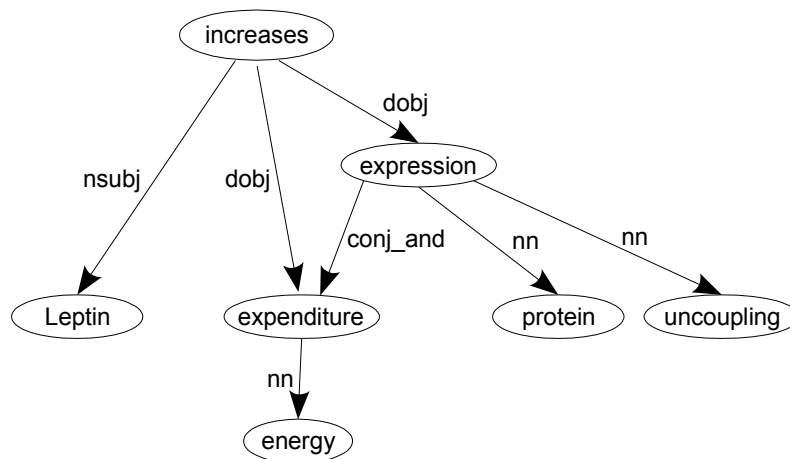 increases
dobj
expression
nsubj
dobj
conj_and
nn
nn
Leptin
expenditure
protein
uncoupling
nn
energy